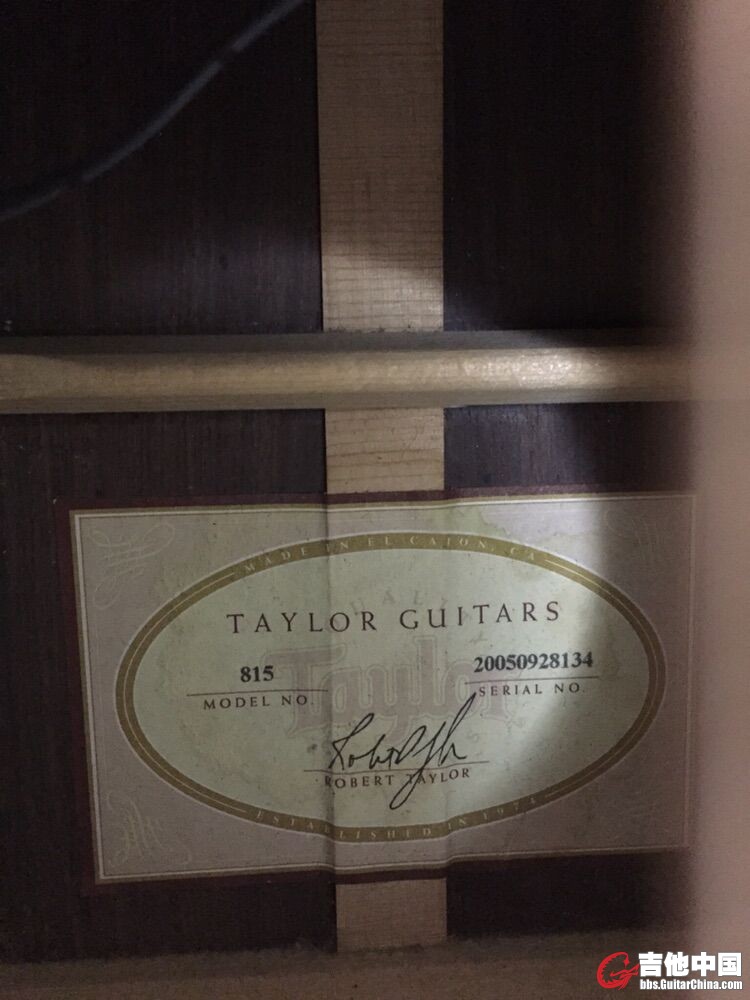 MADE IN EL CAJON, CA
TAYLOR GUITARS
815
20050928134
MODEL NO.
SERIAL NO.
Taylor
ROBERT TAYLOR
ESTABLISHED IN 1974
吉他中国
bbs.GuitarChina.com